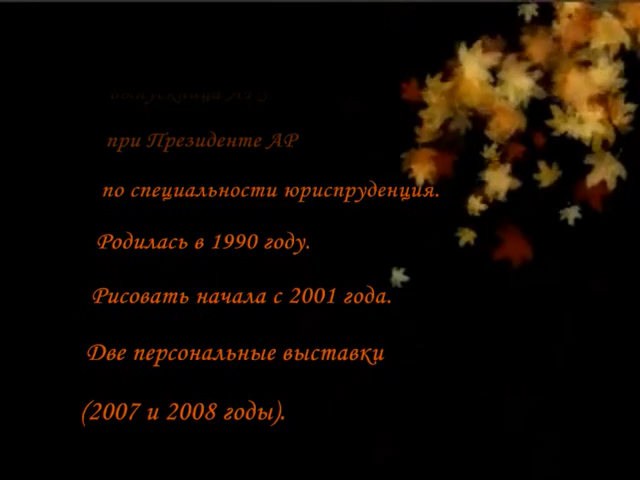 выпускница
при Президенте АР
по специальности юриспруденция.
Родилась в 1990 году.
Рисовать начала с 2001 года.
Две персональные выставки
(2007 и 2008 годы).